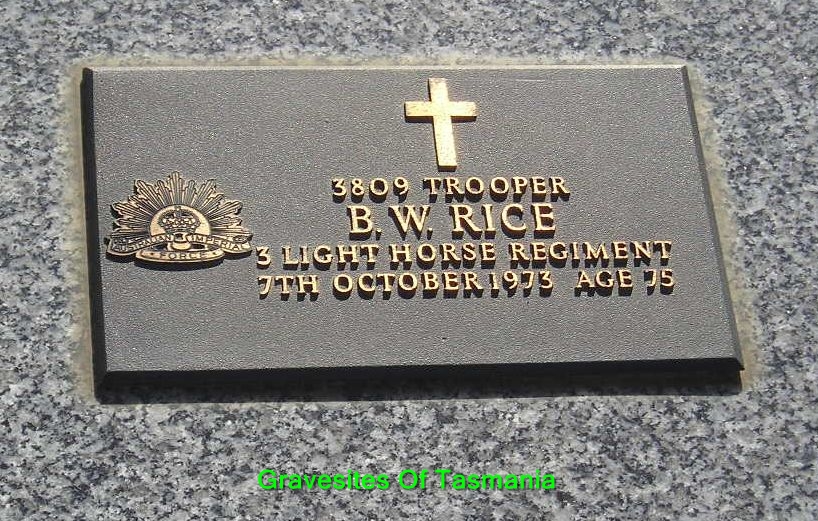 3809 TROOPER
B. W. RICE
3 LIGHT HORSE REGIMENT
7TH OCTOBER 1973 AGE 75
AUSTRALIAN IMPERIAL
FORCE
Gravesites Of Tasmania